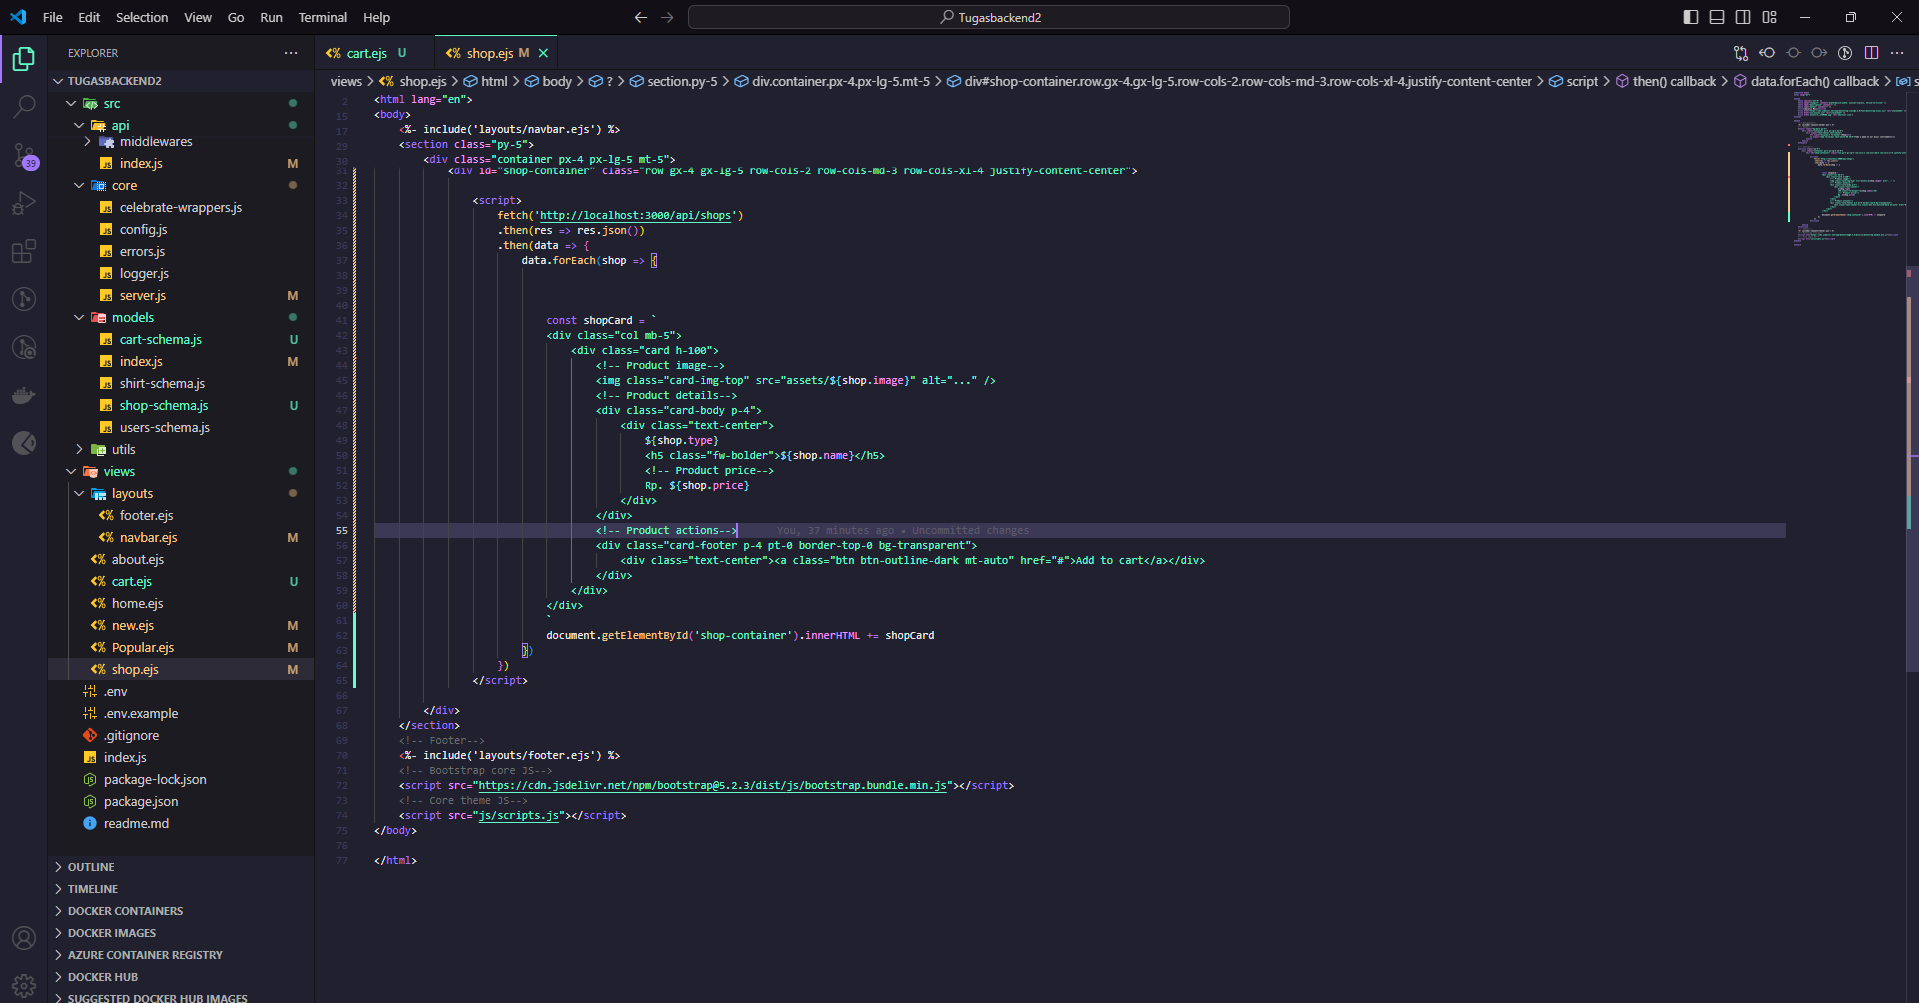 File Edit Selection View Go Run Terminal Help
Tugasbackend2
EXPLORER
TUGASBACKEND2
src
api
middlewares
index.js M
core
celebrate-wrappers.js
config.js
errors.js
logger.js
server.js M
models
cart-schema.js U
index.js M
shirt-schema.js
shop-schema.js U
users-schema.js
utils
views
layouts
footer.ejs
navbar.ejs M
about.ejs
cart.ejs U
home.ejs
new.ejs M
Popular.ejs M
shop.ejs M
.env
.env.example
.gitignore
index.js
package-lock.json
package.json
readme.md
OUTLINE
TIMELINE
DOCKER CONTAINERS
DOCKER IMAGES
AZURE CONTAINER REGISTRY
DOCKER HUB
SUGGESTED DOCKER HUB IMAGES
39
cart.ejs U shop.ejs M
views > shop.ejs > html > body > ? > section.py-5 > div.container.px-4.px-lg-5.mt-5 > div#shop-container.row.gx-4.gx-lg-5.row-cols-2.row-cols-md-3.row-cols-xl-4.justify-content-center > script > then() callback > data.forEach() callback > s
2 <html lang="en">
15 <body>
17 <%- include('layouts/navbar.ejs') %>
29 <section class="py-5">
30 <div class="container px-4 px-lg-5 mt-5">
31 <div id="shop-container" class="row gx-4 gx-lg-5 row-cols-2 row-cols-md-3 row-cols-xl-4 justify-content-center">
32
33 <script>
34 fetch('http://localhost:3000/api/shops')
35 .then(res => res.json())
36 .then(data => {
37 data.forEach(shop => {
38
39
40
41 const shopCard = `
42 <div class="col mb-5">
43 <div class="card h-100">
44 <!-- Product image-->
45 <img class="card-img-top" src="assets/${shop.image}" alt="..." />
46 <!-- Product details-->
47 <div class="card-body p-4">
48 <div class="text-center">
49 ${shop.type}
50 <h5 class="fw-bolder">${shop.name}</h5>
51 <!-- Product price-->
52 Rp. ${shop.price}
53 </div>
54 </div>
55 <!-- Product actions--> You, 37 minutes ago • Uncommitted changes
56 <div class="card-footer p-4 pt-0 border-top-0 bg-transparent">
57 <div class="text-center"><a class="btn btn-outline-dark mt-auto" href="#">Add to cart</a></div>
58 </div>
59 </div>
60 </div>
61 `
62 document.getElementById('shop-container').innerHTML += shopCard
63 })
64 })
65 </script>
66
67 </div>
68 </section>
69 <!-- Footer-->
70 <%- include('layouts/footer.ejs') %>
71 <!-- Bootstrap core JS-->
72 <script src="https://cdn.jsdelivr.net/npm/bootstrap@5.2.3/dist/js/bootstrap.bundle.min.js"></script>
73 <!-- Core theme JS-->
74 <script src="js/scripts.js"></script>
75 </body>
76
77 </html>